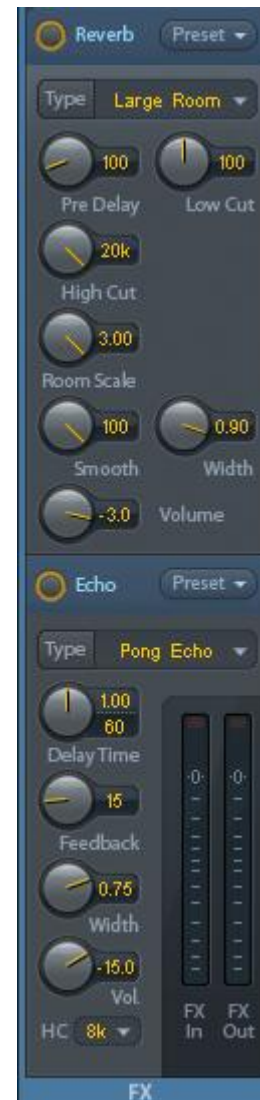 Reverb Preset
Type Large Room
100 100
Pre Delay Low Cut
20k
High Cut
3.00
Room Scale
100 0.90
Smooth Width
-3.0 Volume
Echo Preset
Type Pong Echo
1.00
60
Delay Time
15
Feedback
0.75
Width
-15.0
Vol.
HC 8k
·0· ·0·
FX FX
In Out
FX